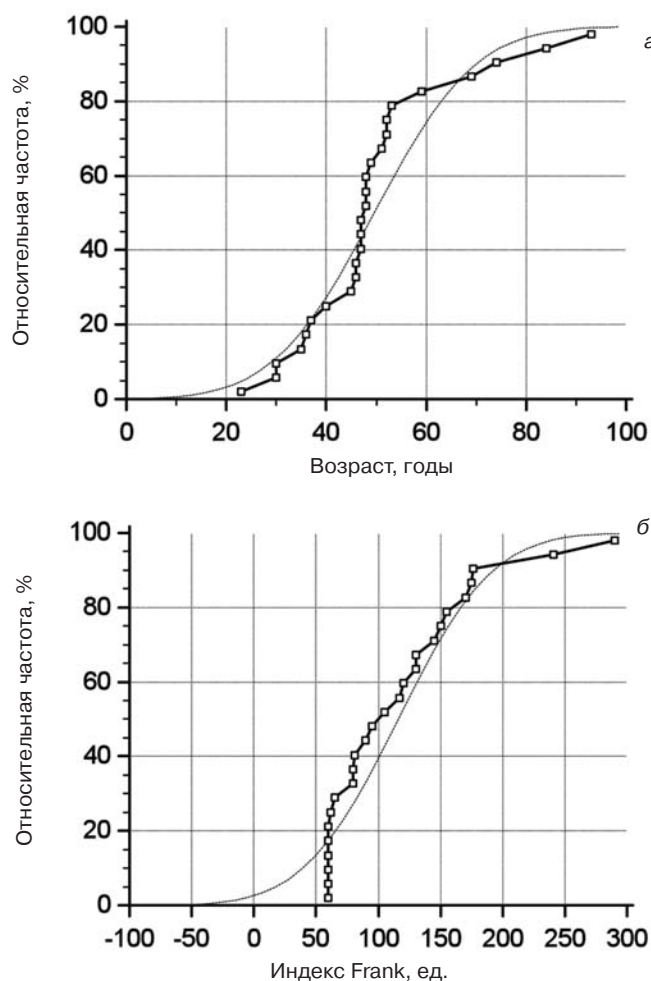 а
Относительная частота, %
100
80
60
40
20
0
0 20 40 60 80 100
Возраст, годы
б
Относительная частота, %
100
80
60
40
20
0
-100 -50 0 50 100 150 200 250 300
Индекс Frank, ед.